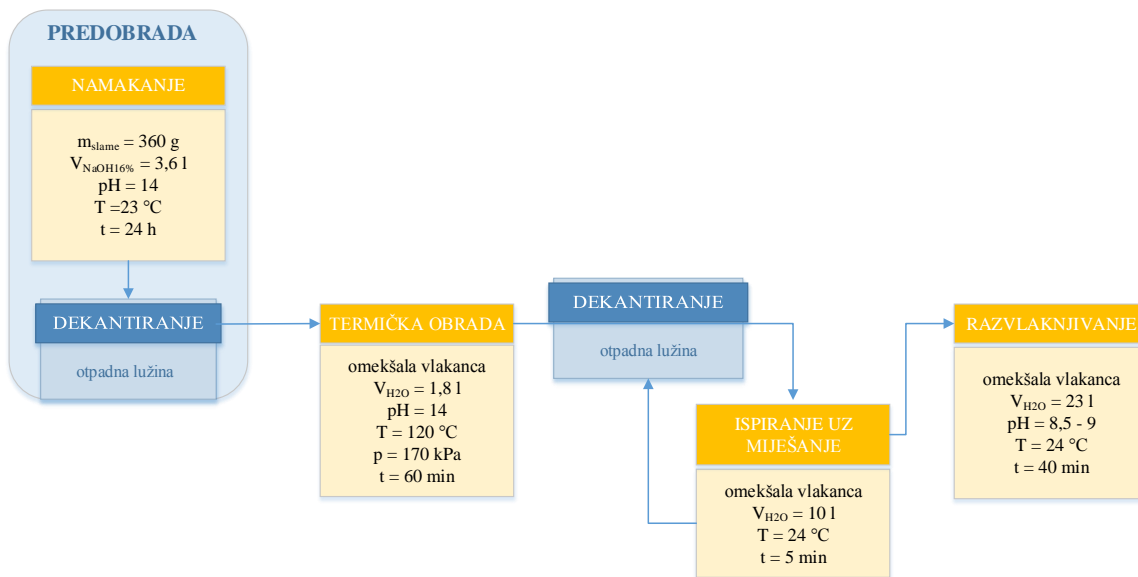 PREDOBRADA
NAMAKANJE
m_slame = 360 g
V_NaOH16% = 3,6 l
pH = 14
T =23 °C
t = 24 h
DEKANTIRANJE
otpadna lužina
TERMIČKA OBRADA
omekšala vlakanca
V_H2O = 1,8 l
pH = 14
T = 120 °C
p = 170 kPa
t = 60 min
DEKANTIRANJE
otpadna lužina
ISPIRANJE UZ
MIJEŠANJE
omekšala vlakanca
V_H2O = 10 l
T = 24 °C
t = 5 min
RAZVLAKNJIVANJE
omekšala vlakanca
V_H2O = 23 l
pH = 8,5 - 9
T = 24 °C
t = 40 min